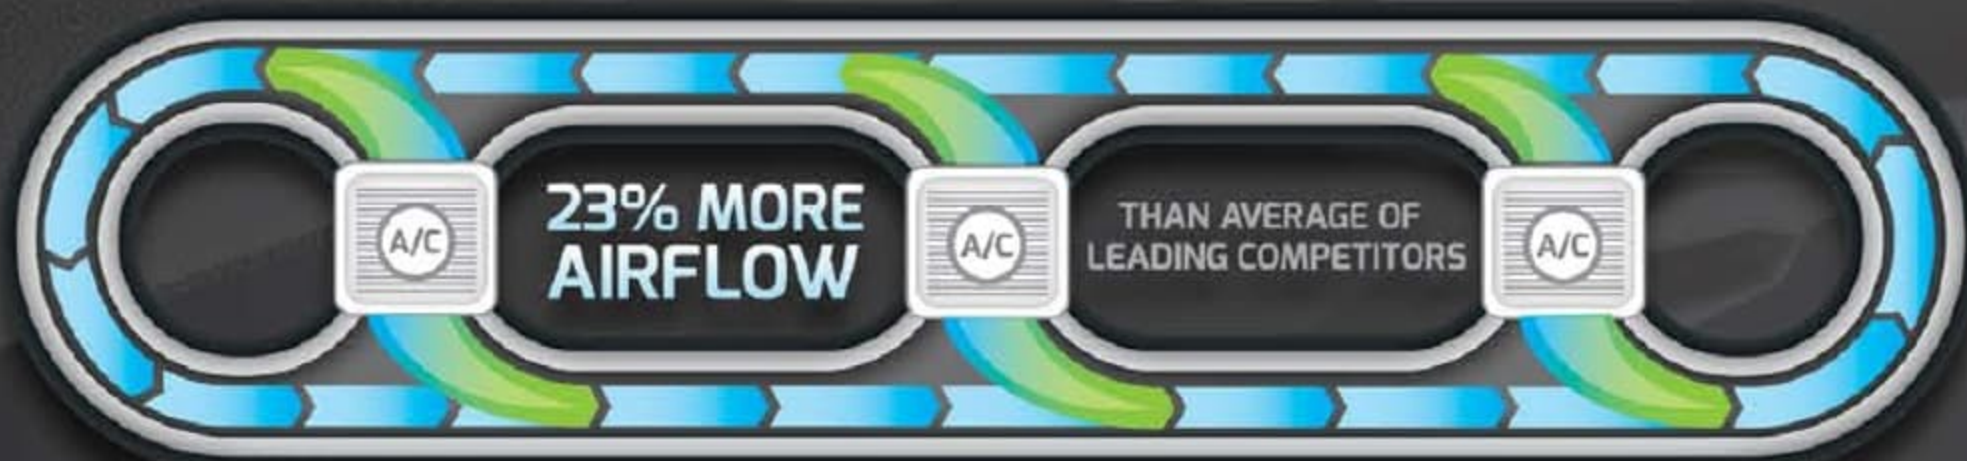 A/C
23% MORE
AIRFLOW
A/C
THAN AVERAGE OF
LEADING COMPETITORS
A/C